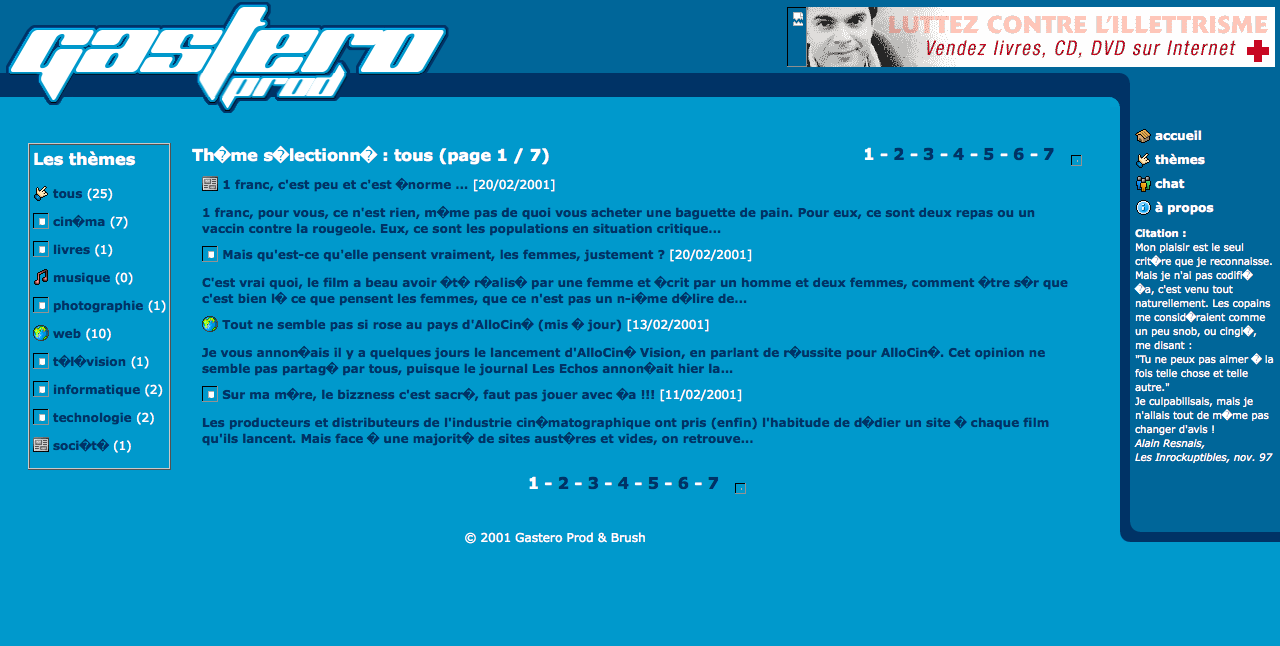 gastero
prod
LUTTEZ CONTRE L'ILLETTRISME
Vendez livres, CD, DVD sur Internet
accueil
thèmes
chat
à propos
Citation :
Mon plaisir est le seul
crit�re que je reconnaisse.
Mais je n'ai pas codifi�
�a, c'est venu tout
naturellement. Les copains
me consid�raient comme
un peu snob, ou cingl�,
me disant :
"Tu ne peux pas aimer � la
fois telle chose et telle
autre."
Je culpabilisais, mais je
n'allais tout de m�me pas
changer d'avis !
Alain Resnais,
Les Inrockuptibles, nov. 97
Les thèmes
tous (25)
cin�ma (7)
livres (1)
musique (0)
photographie (1)
web (10)
t�l�vision (1)
informatique (2)
technologie (2)
soci�t� (1)
Th�me s�lectionn� : tous (page 1 / 7)
1 - 2 - 3 - 4 - 5 - 6 - 7
1 franc, c'est peu et c'est �norme ... [20/02/2001]
1 franc, pour vous, ce n'est rien, m�me pas de quoi vous acheter une baguette de pain. Pour eux, ce sont deux repas ou un
vaccin contre la rougeole. Eux, ce sont les populations en situation critique...
Mais qu'est-ce qu'elle pensent vraiment, les femmes, justement ? [20/02/2001]
C'est vrai quoi, le film a beau avoir �t� r�alis� par une femme et �crit par un homme et deux femmes, comment �tre s�r que
c'est bien l� ce que pensent les femmes, que ce n'est pas un n-i�me d�lire de...
Tout ne semble pas si rose au pays d'AlloCin� (mis � jour) [13/02/2001]
Je vous annon�ais il y a quelques jours le lancement d'AlloCin� Vision, en parlant de r�ussite pour AlloCin�. Cet opinion ne
semble pas partag� par tous, puisque le journal Les Echos annon�ait hier la...
Sur ma m�re, le bizzness c'est sacr�, faut pas jouer avec �a !!! [11/02/2001]
Les producteurs et distributeurs de l'industrie cin�matographique ont pris (enfin) l'habitude de d�dier un site � chaque film
qu'ils lancent. Mais face � une majorit� de sites aust�res et vides, on retrouve...
1 - 2 - 3 - 4 - 5 - 6 - 7
© 2001 Gastero Prod & Brush